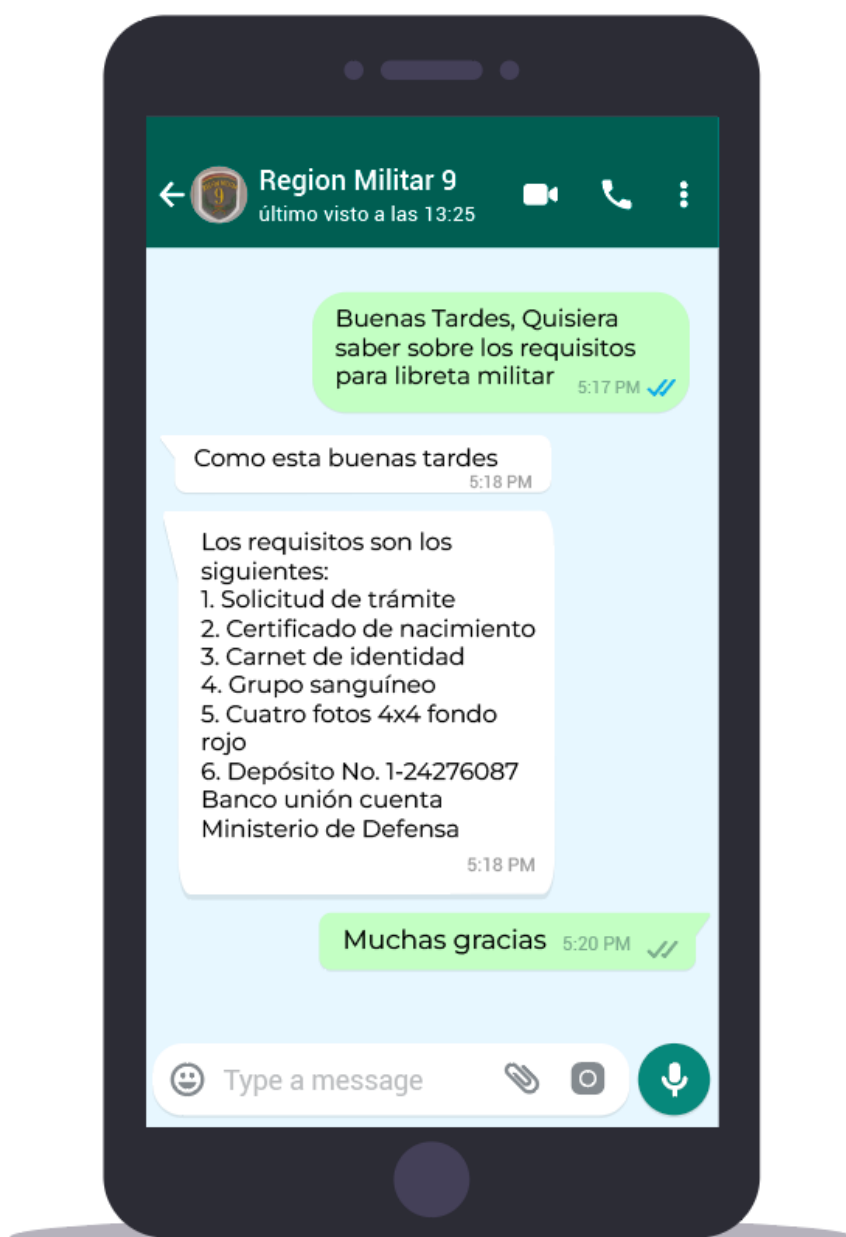 Region Militar 9
último visto a las 13:25
Buenas Tardes, Quisiera
saber sobre los requisitos
para libreta militar
5:17 PM
Como esta buenas tardes
5:18 PM
Los requisitos son los
siguientes:
1. Solicitud de trámite
2. Certificado de nacimiento
3. Carnet de identidad
4. Grupo sanguíneo
5. Cuatro fotos 4x4 fondo
rojo
6. Depósito No. 1-24276087
Banco unión cuenta
Ministerio de Defensa
5:18 PM
Muchas gracias 5:20 PM
Type a message